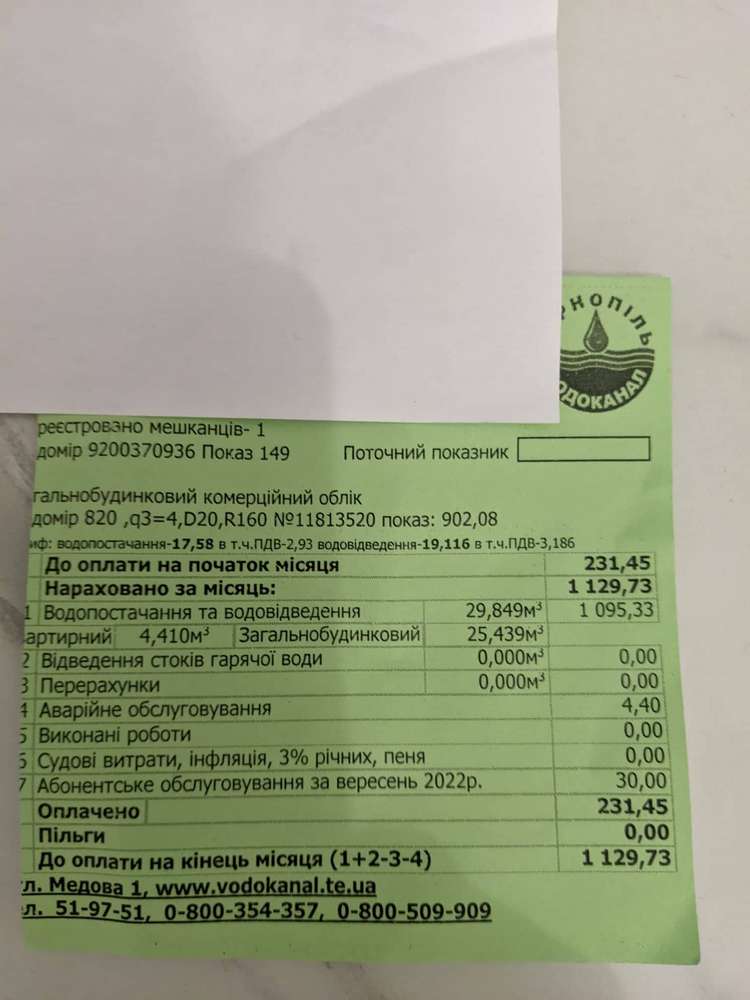 РНОПІЛЬ
ОДОКАНАЛ
реєстровано мешканців- 1
домір 9200370936 Показ 149 Поточний показник
гальнобудинковий комерційний облік
домір 820 ,q3=4,D20,R160 №11813520 показ: 902,08
иф: водопостачання-17,58 в т.ч.ПДВ-2,93 водовідведення-19,116 в т.ч.ПДВ-3,186
До оплати на початок місяця 231,45
Нараховано за місяць: 1 129,73
1 Водопостачання та водовідведення 29,849м³ 1 095,33
артирний 4,410м³ Загальнобудинковий 25,439м³
2 Відведення стоків гарячої води 0,000м³ 0,00
3 Перерахунки 0,000м³ 0,00
4 Аварійне обслуговування 4,40
5 Виконані роботи 0,00
6 Судові витрати, інфляція, 3% річних, пеня 0,00
7 Абонентське обслуговування за вересень 2022р. 30,00
Оплачено 231,45
Пільги 0,00
До оплати на кінець місяця (1+2-3-4) 1 129,73
ул. Медова 1, www.vodokanal.te.ua
ел. 51-97-51, 0-800-354-357, 0-800-509-909